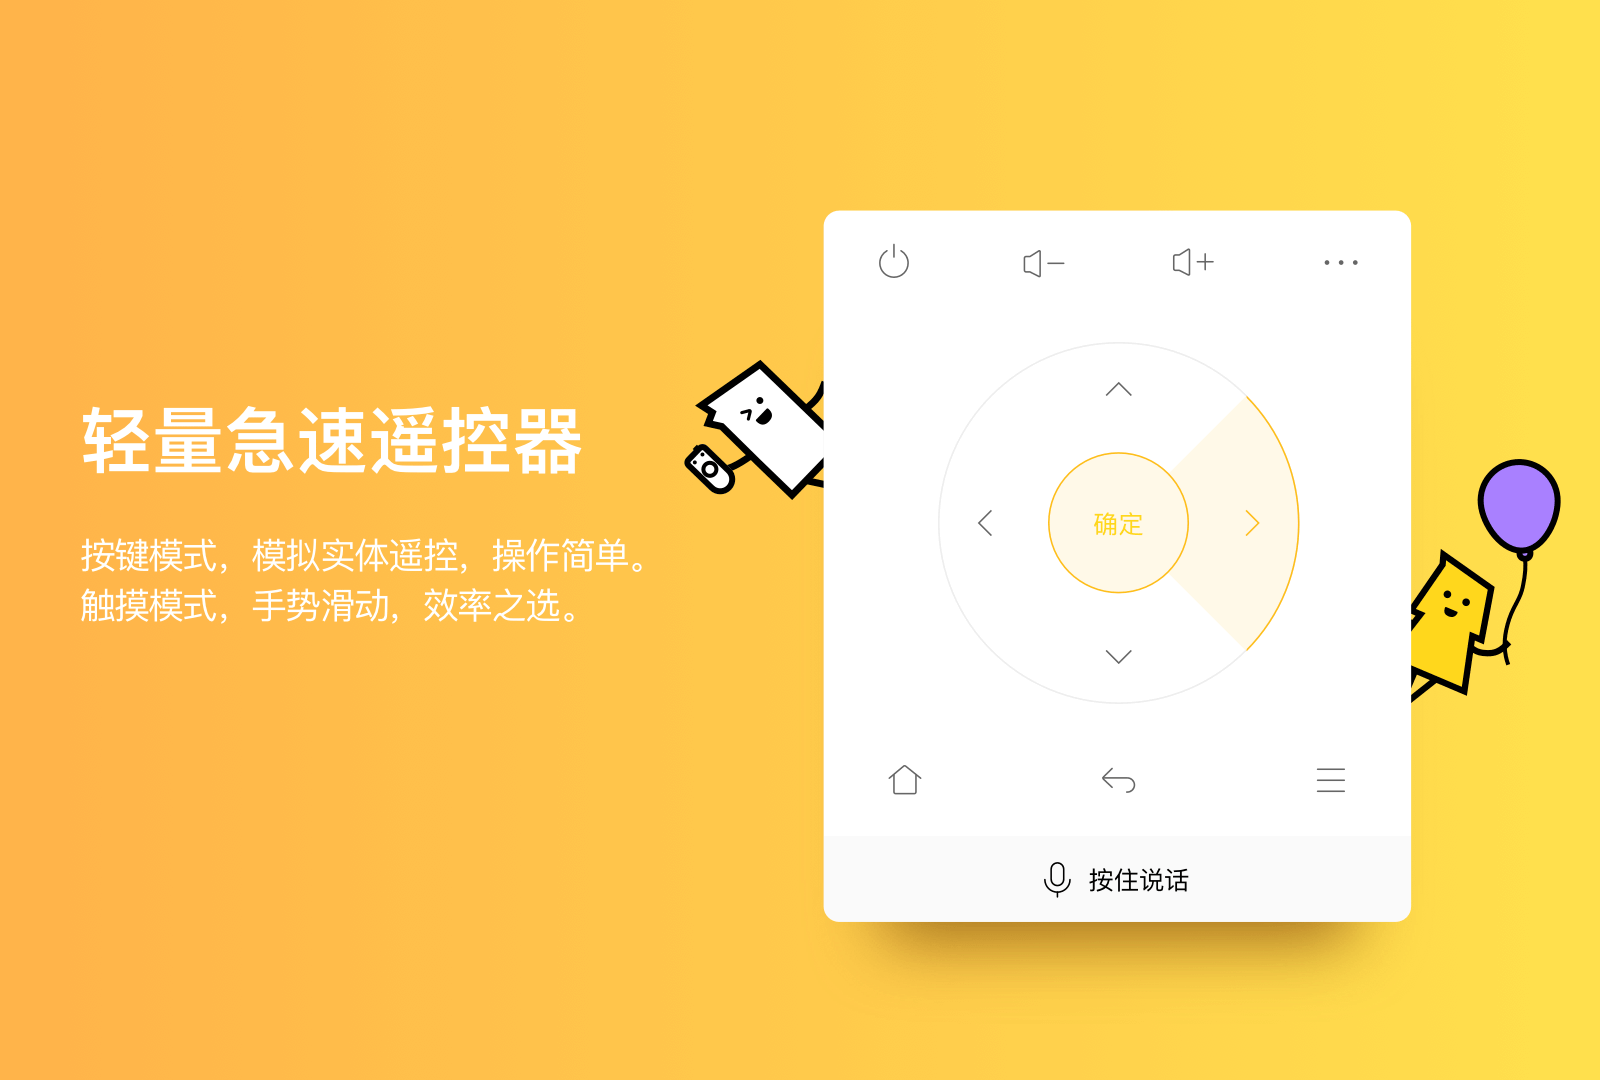 轻量急速遥控器
按键模式，模拟实体遥控，操作简单。
触摸模式，手势滑动，效率之选。
确定
按住说话